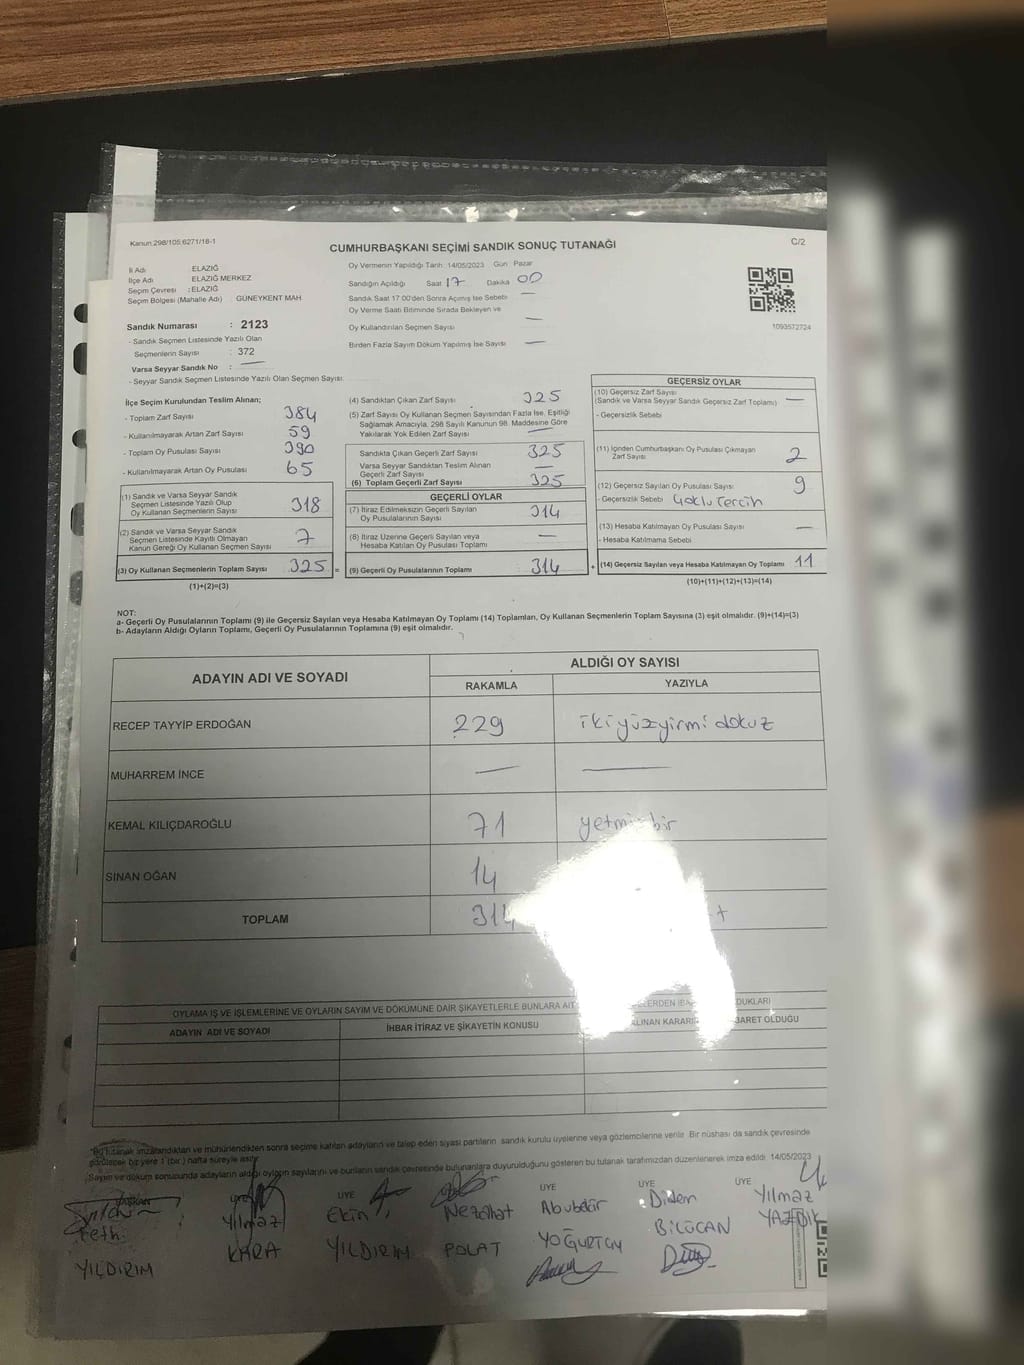 Kanun 298/105,6271/16-1
CUMHURBAŞKANI SEÇİMİ SANDIK SONUÇ TUTANAĞI
C/2
İl Adı ELAZIĞ
İlçe Adı ELAZIĞ MERKEZ
Seçim Çevresi : ELAZIĞ
Seçim Bölgesi (Mahalle Adı) : GÜNEYKENT MAH.
Sandık Numarası : 2123
- Sandık Seçmen Listesinde Yazılı Olan
Seçmenlerin Sayısı : 372
Varsa Seyyar Sandık No : —
- Seyyar Sandık Seçmen Listesinde Yazılı Olan Seçmen Sayısı:
Oy Vermenin Yapıldığı Tarih: 14/05/2023 Gün: Pazar
Sandığın Açıldığı Saat 17 Dakika 00
Sandık Saat 17.00'den Sonra Açılmış İse Sebebi —
Oy Verme Saati Bitiminde Sırada Bekleyen ve
Oy Kullandırılan Seçmen Sayısı —
Birden Fazla Sayım Döküm Yapılmış İse Sayısı —
1093572724
İlçe Seçim Kurulundan Teslim Alınan;
- Toplam Zarf Sayısı 384
- Kullanılmayarak Artan Zarf Sayısı 59
- Toplam Oy Pusulası Sayısı 390
- Kullanılmayarak Artan Oy Pusulası 65
(1) Sandık ve Varsa Seyyar Sandık
Seçmen Listesinde Yazılı Olup
Oy Kullanan Seçmenlerin Sayısı 318
(2) Sandık ve Varsa Seyyar Sandık
Seçmen Listesinde Kayıtlı Olmayan
Kanun Gereği Oy Kullanan Seçmen Sayısı 7
(3) Oy Kullanan Seçmenlerin Toplam Sayısı 325 =
(1)+(2)=(3)
(4) Sandıktan Çıkan Zarf Sayısı 325
(5) Zarf Sayısı Oy Kullanan Seçmen Sayısından Fazla İse, Eşitliği
Sağlamak Amacıyla, 298 Sayılı Kanunun 98. Maddesine Göre
Yakılarak Yok Edilen Zarf Sayısı —
Sandıkta Çıkan Geçerli Zarf Sayısı 325
Varsa Seyyar Sandıktan Teslim Alınan
Geçerli Zarf Sayısı —
(6) Toplam Geçerli Zarf Sayısı 325
GEÇERLİ OYLAR
(7) İtiraz Edilmeksizin Geçerli Sayılan
Oy Pusulalarının Sayısı 314
(8) İtiraz Üzerine Geçerli Sayılan veya
Hesaba Katılan Oy Pusulası Toplamı —
(9) Geçerli Oy Pusulalarının Toplamı 314 +
GEÇERSİZ OYLAR
(10) Geçersiz Zarf Sayısı
(Sandık ve Varsa Seyyar Sandık Geçersiz Zarf Toplamı) —
- Geçersizlik Sebebi
(11) İçinden Cumhurbaşkanı Oy Pusulası Çıkmayan
Zarf Sayısı 2
(12) Geçersiz Sayılan Oy Pusulası Sayısı 9
- Geçersizlik Sebebi Çoklu Tercih
(13) Hesaba Katılmayan Oy Pusulası Sayısı —
- Hesaba Katılmama Sebebi
(14) Geçersiz Sayılan veya Hesaba Katılmayan Oy Toplamı 11
(10)+(11)+(12)+(13)=(14)
NOT:
a- Geçerli Oy Pusulalarının Toplamı (9) ile Geçersiz Sayılan veya Hesaba Katılmayan Oy Toplamı (14) Toplamları, Oy Kullanan Seçmenlerin Toplam Sayısına (3) eşit olmalıdır. (9)+(14)=(3)
b- Adayların Aldığı Oyların Toplamı, Geçerli Oy Pusulalarının Toplamına (9) eşit olmalıdır.
ADAYIN ADI VE SOYADI
ALDIĞI OY SAYISI
RAKAMLA YAZIYLA
RECEP TAYYİP ERDOĞAN 229 ikiyüzyirmi dokuz
MUHARREM İNCE — —
KEMAL KILIÇDAROĞLU 71 yetmiş bir
SİNAN OĞAN 14
TOPLAM 314
OYLAMA İŞ VE İŞLEMLERİNE VE OYLARIN SAYIM VE DÖKÜMÜNE DAİR ŞİKAYETLERLE BUNLARA AİT
ADAYIN ADI VE SOYADI İHBAR İTİRAZ VE ŞİKAYETİN KONUSU ALINAN OLDUĞU
"Bu tutanak imzalandıktan ve mühürlendikten sonra seçime katılan adayların ve talep eden siyasi partilerin sandık kurulu üyelerine veya gözlemcilerine verilir. Bir nüshası da sandık çevresinde
görülecek bir yere 1 (bir) hafta süreyle asılır.
Sayım ve döküm sonucunda adayların aldığı oyların sayılarını ve bunların sandık çevresinde bulunanlara duyurulduğunu gösteren bu tutanak tarafımızdan düzenlenerek imza edildi. 14/05/2023
BAŞKAN
YILDIRIM
Yılmaz
KARA
ÜYE
Ekin
YILDIRIM
Nezahat
POLAT
ÜYE
YOĞURTÇU
ÜYE
Didem
BİLGCAN
ÜYE
Yılmaz